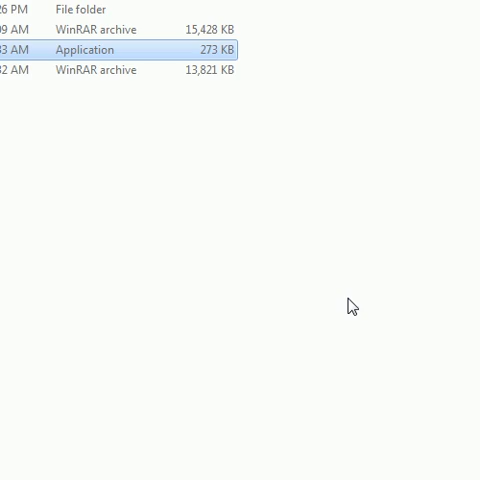 26 PM File folder
09 AM WinRAR archive 15,428 KB
33 AM Application 273 KB
32 AM WinRAR archive 13,821 KB